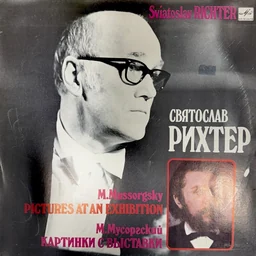 Sviatoslav RICHTER
СВЯТОСЛАВ
РИХТЕР
M. Mussorgsky
PICTURES AT AN EXHIBITION
М. Мусоргский
КАРТИНКИ С ВЫСТАВКИ